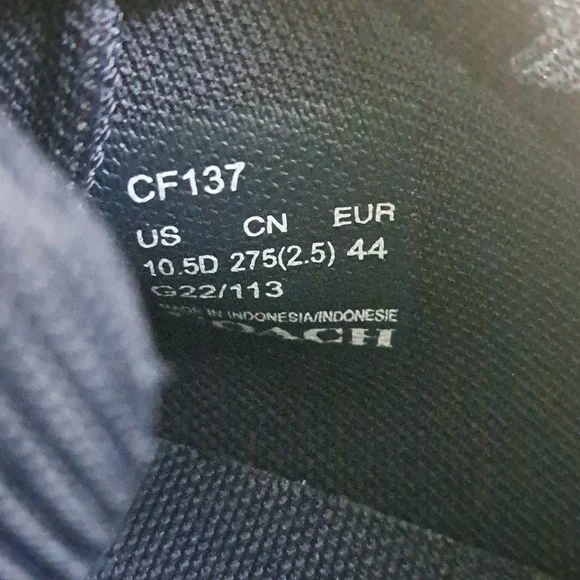 CF137
US CN EUR
10.5D 275(2.5) 44
G22/113
MADE IN INDONESIA/INDONESIE
COACH